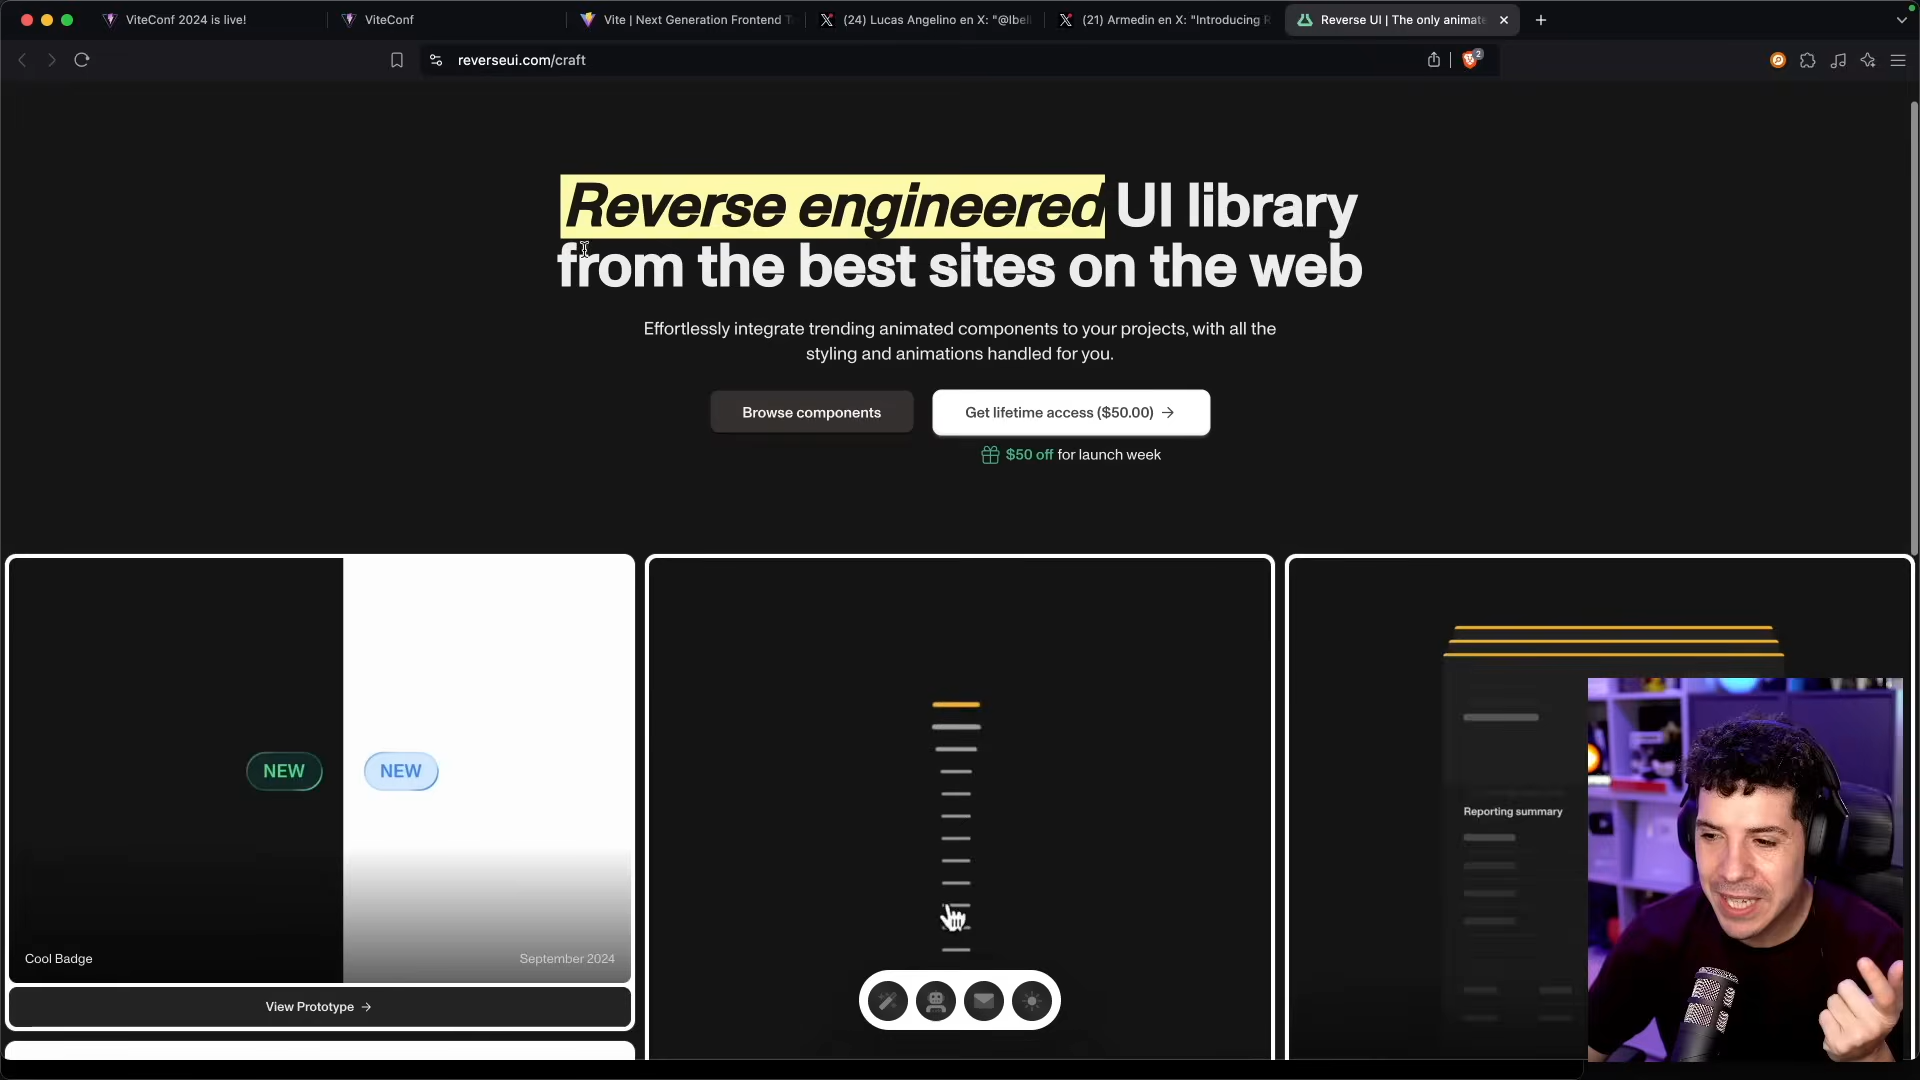 ViteConf 2024 is live!
ViteConf
Vite | Next Generation Frontend T
(24) Lucas Angelino en X: "@lbel
(21) Armedin en X: "Introducing R
Reverse UI | The only animate
reverseui.com/craft
2
Reverse engineered UI library
from the best sites on the web
Effortlessly integrate trending animated components to your projects, with all the
styling and animations handled for you.
Browse components
Get lifetime access ($50.00) →
$50 off for launch week
NEW
NEW
Reporting summary
Cool Badge
September 2024
View Prototype →